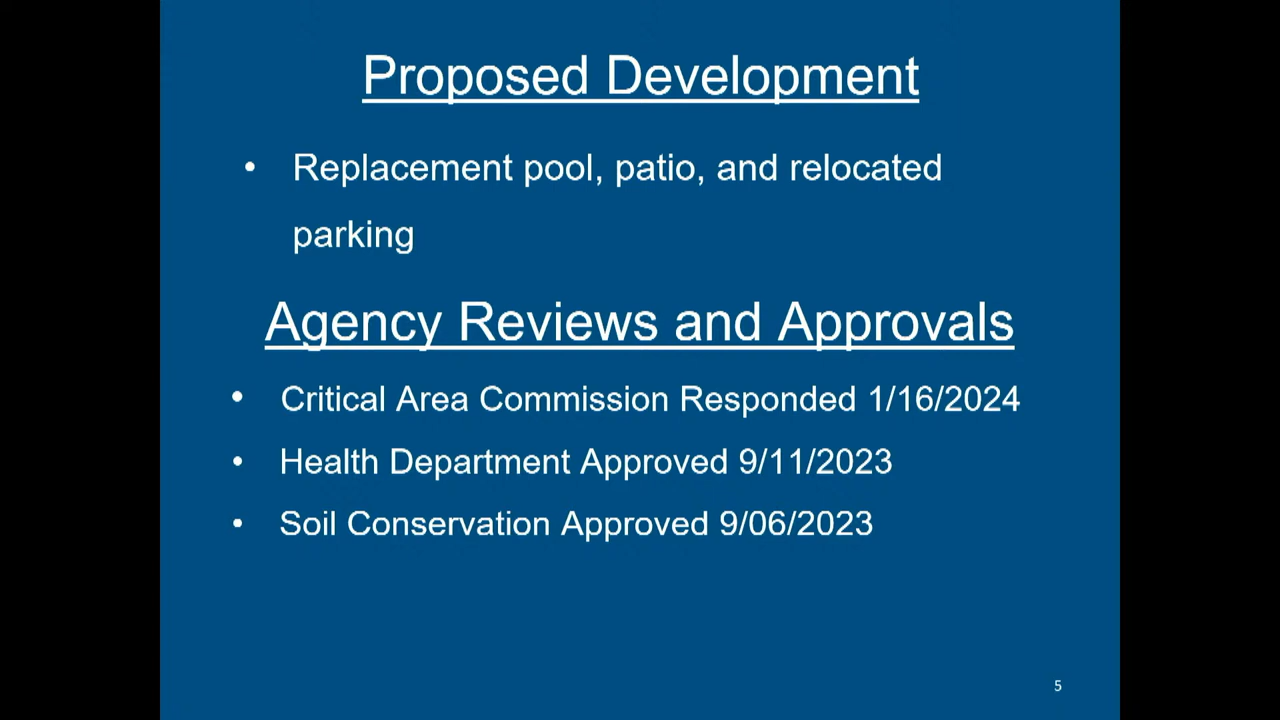 Proposed Development
• Replacement pool, patio, and relocated
parking
Agency Reviews and Approvals
• Critical Area Commission Responded 1/16/2024
• Health Department Approved 9/11/2023
• Soil Conservation Approved 9/06/2023
5